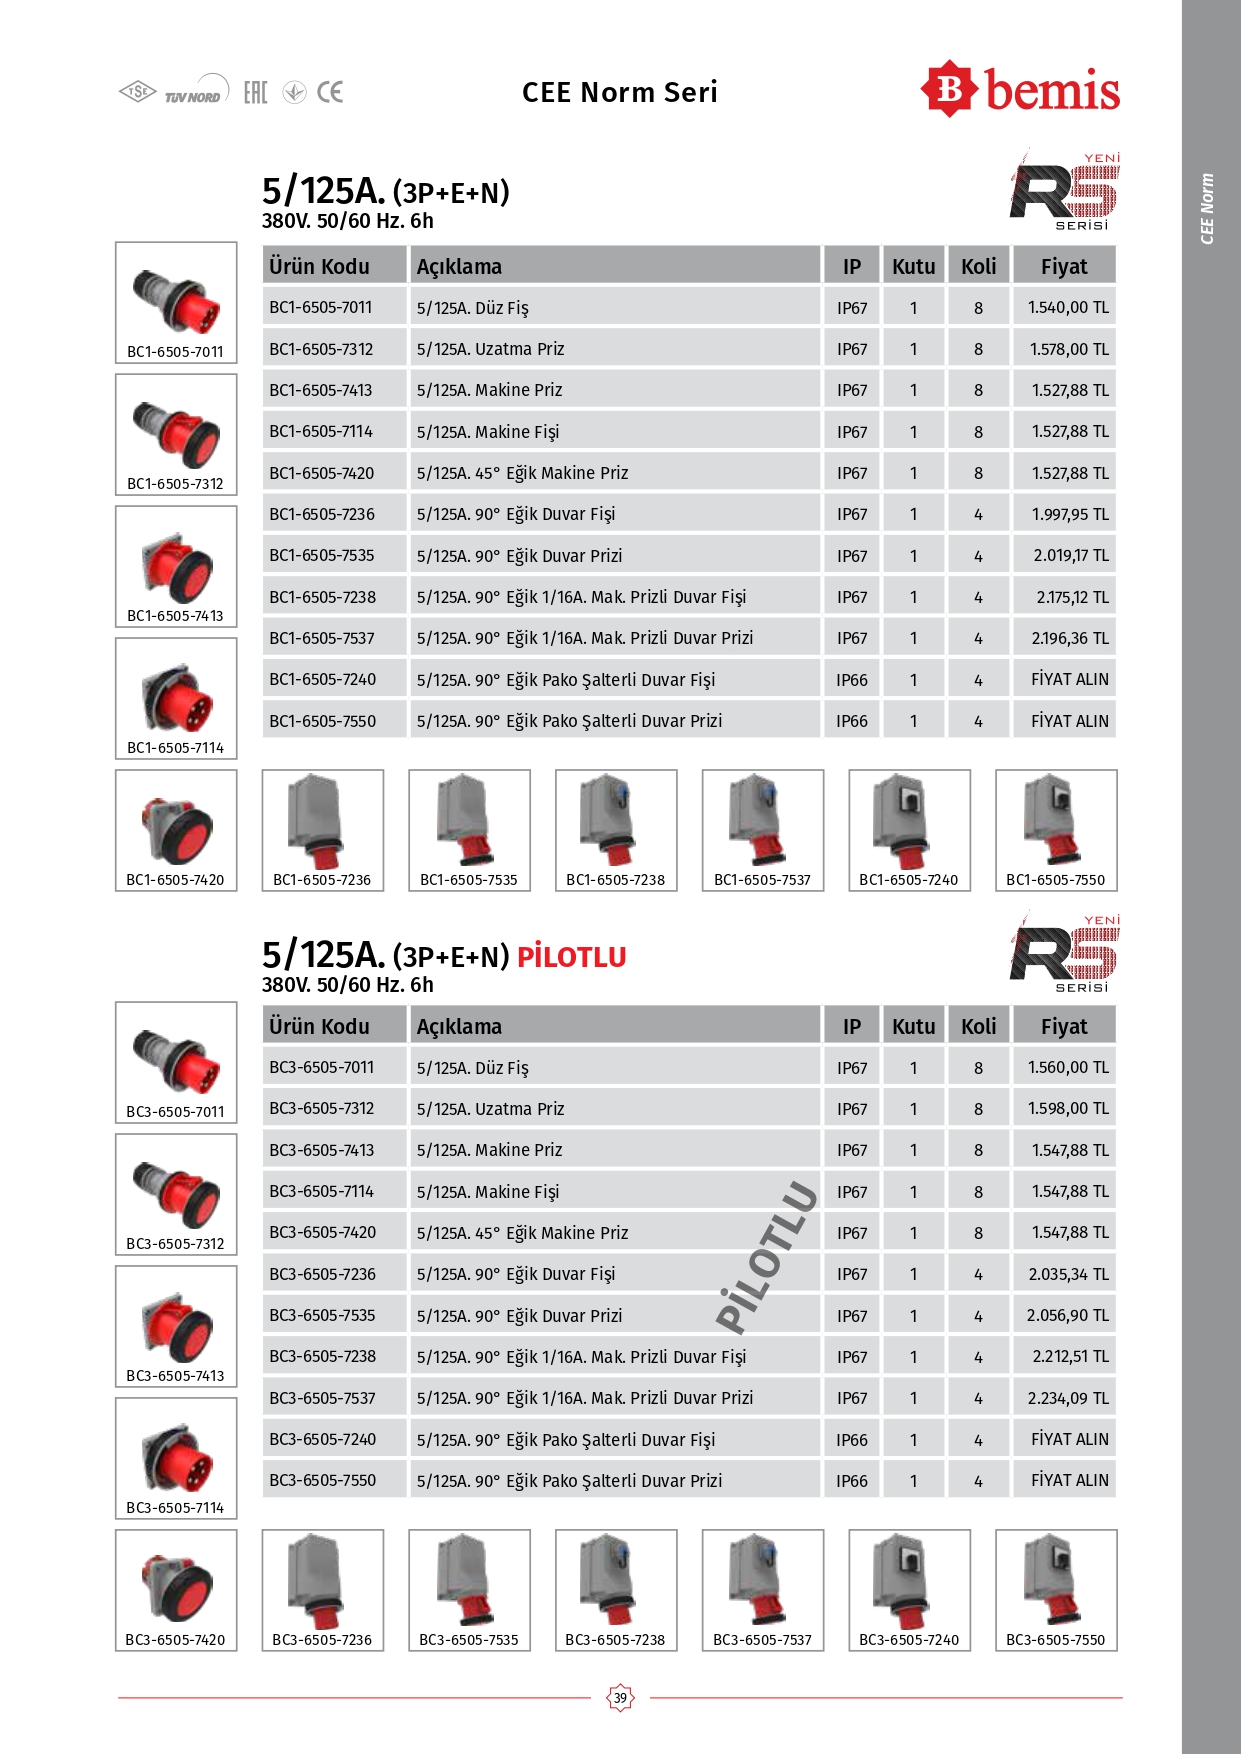 TSE
TÜV NORD
EAC
CE
CEE Norm Seri
B bemis
CEE Norm
5/125A. (3P+E+N)
380V. 50/60 Hz. 6h
YENİ
RS
SERİSİ
Ürün Kodu Açıklama IP Kutu Koli Fiyat
BC1-6505-7011 5/125A. Düz Fiş IP67 1 8 1.540,00 TL
BC1-6505-7312 5/125A. Uzatma Priz IP67 1 8 1.578,00 TL
BC1-6505-7413 5/125A. Makine Priz IP67 1 8 1.527,88 TL
BC1-6505-7114 5/125A. Makine Fişi IP67 1 8 1.527,88 TL
BC1-6505-7420 5/125A. 45° Eğik Makine Priz IP67 1 8 1.527,88 TL
BC1-6505-7236 5/125A. 90° Eğik Duvar Fişi IP67 1 4 1.997,95 TL
BC1-6505-7535 5/125A. 90° Eğik Duvar Prizi IP67 1 4 2.019,17 TL
BC1-6505-7238 5/125A. 90° Eğik 1/16A. Mak. Prizli Duvar Fişi IP67 1 4 2.175,12 TL
BC1-6505-7537 5/125A. 90° Eğik 1/16A. Mak. Prizli Duvar Prizi IP67 1 4 2.196,36 TL
BC1-6505-7240 5/125A. 90° Eğik Pako Şalterli Duvar Fişi IP66 1 4 FİYAT ALIN
BC1-6505-7550 5/125A. 90° Eğik Pako Şalterli Duvar Prizi IP66 1 4 FİYAT ALIN
BC1-6505-7011
BC1-6505-7312
BC1-6505-7413
BC1-6505-7114
BC1-6505-7420 BC1-6505-7236 BC1-6505-7535 BC1-6505-7238 BC1-6505-7537 BC1-6505-7240 BC1-6505-7550
5/125A. (3P+E+N) PİLOTLU
380V. 50/60 Hz. 6h
YENİ
RS
SERİSİ
Ürün Kodu Açıklama IP Kutu Koli Fiyat
BC3-6505-7011 5/125A. Düz Fiş IP67 1 8 1.560,00 TL
BC3-6505-7312 5/125A. Uzatma Priz IP67 1 8 1.598,00 TL
BC3-6505-7413 5/125A. Makine Priz IP67 1 8 1.547,88 TL
BC3-6505-7114 5/125A. Makine Fişi IP67 1 8 1.547,88 TL
BC3-6505-7420 5/125A. 45° Eğik Makine Priz IP67 1 8 1.547,88 TL
BC3-6505-7236 5/125A. 90° Eğik Duvar Fişi IP67 1 4 2.035,34 TL
BC3-6505-7535 5/125A. 90° Eğik Duvar Prizi IP67 1 4 2.056,90 TL
BC3-6505-7238 5/125A. 90° Eğik 1/16A. Mak. Prizli Duvar Fişi IP67 1 4 2.212,51 TL
BC3-6505-7537 5/125A. 90° Eğik 1/16A. Mak. Prizli Duvar Prizi IP67 1 4 2.234,09 TL
BC3-6505-7240 5/125A. 90° Eğik Pako Şalterli Duvar Fişi IP66 1 4 FİYAT ALIN
BC3-6505-7550 5/125A. 90° Eğik Pako Şalterli Duvar Prizi IP66 1 4 FİYAT ALIN
PİLOTLU
BC3-6505-7011
BC3-6505-7312
BC3-6505-7413
BC3-6505-7114
BC3-6505-7420 BC3-6505-7236 BC3-6505-7535 BC3-6505-7238 BC3-6505-7537 BC3-6505-7240 BC3-6505-7550
39